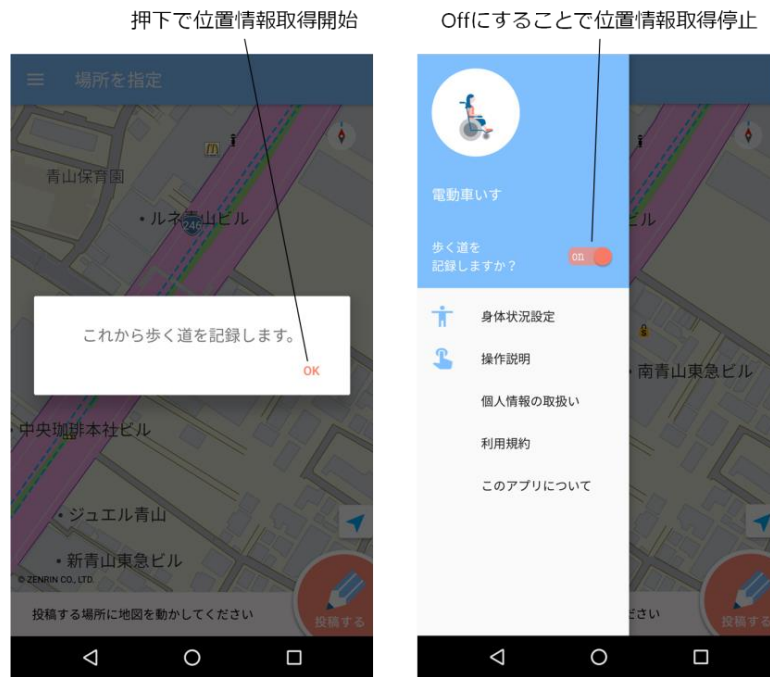 押下で位置情報取得開始
場所を指定
青山保育園
・ルネ青山ビル
246
これから歩く道を記録します。
OK
・中央珈琲本社ビル
・ジュエル青山
・新青山東急ビル
© ZENRIN CO., LTD.
投稿する場所に地図を動かしてください
投稿する
Offにすることで位置情報取得停止
電動車いす
歩く道を
記録しますか？
on
身体状況設定
操作説明
個人情報の取扱い
利用規約
このアプリについて
ビル
・南青山東急ビル
ださい
投稿する